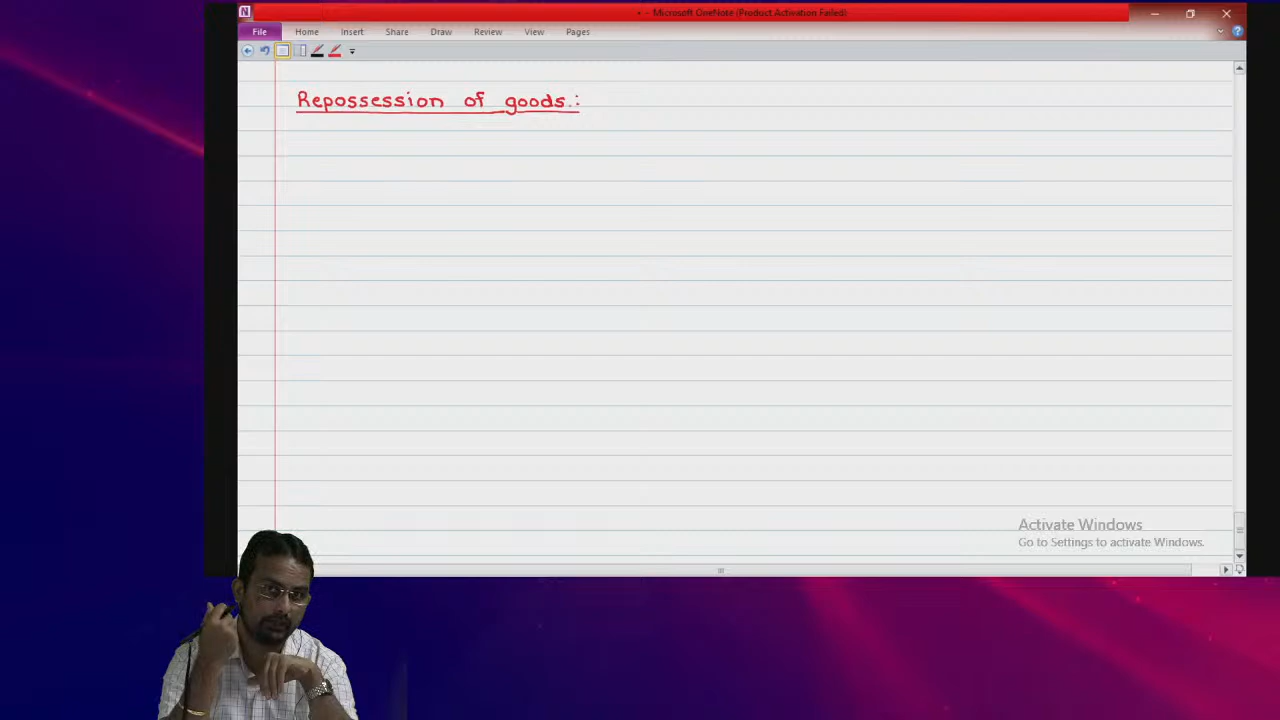 - Microsoft OneNote (Product Activation Failed)
File Home Insert Share Draw Review View Pages
Repossession of goods.:
Activate Windows
Go to Settings to activate Windows.